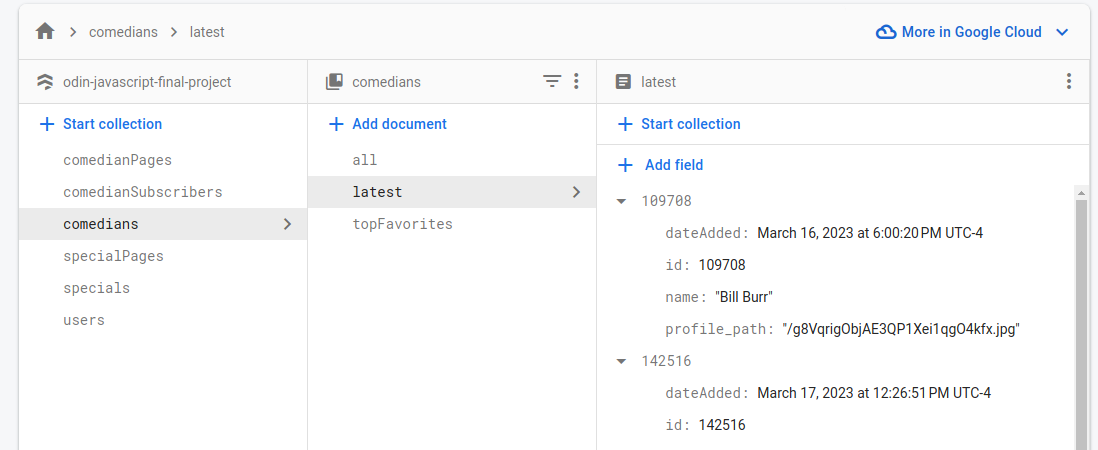 comedians latest More in Google Cloud
odin-javascript-final-project
Start collection
comedianPages
comedianSubscribers
comedians
specialPages
specials
users
comedians
Add document
all
latest
topFavorites
latest
Start collection
Add field
109708
dateAdded: March 16, 2023 at 6:00:20 PM UTC-4
id: 109708
name: "Bill Burr"
profile_path: "/g8VqrigObjAE3QP1Xei1qgO4kfx.jpg"
142516
dateAdded: March 17, 2023 at 12:26:51 PM UTC-4
id: 142516